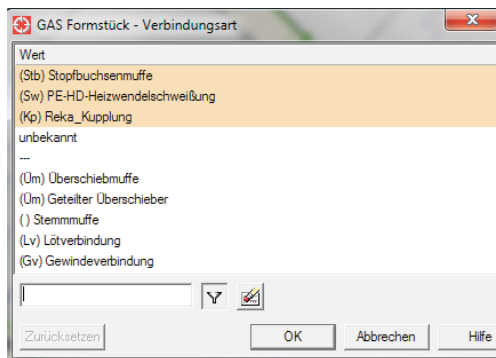 GAS Formstück - Verbindungsart
Wert
(Stb) Stopfbuchsenmuffe
(Sw) PE-HD-Heizwendelschweißung
(Kp) Reka_Kupplung
unbekannt
---
(Üm) Überschiebmuffe
(Üm) Geteilter Überschieber
( ) Stemmmuffe
(Lv) Lötverbindung
(Gv) Gewindeverbindung
Zurücksetzen OK Abbrechen Hilfe